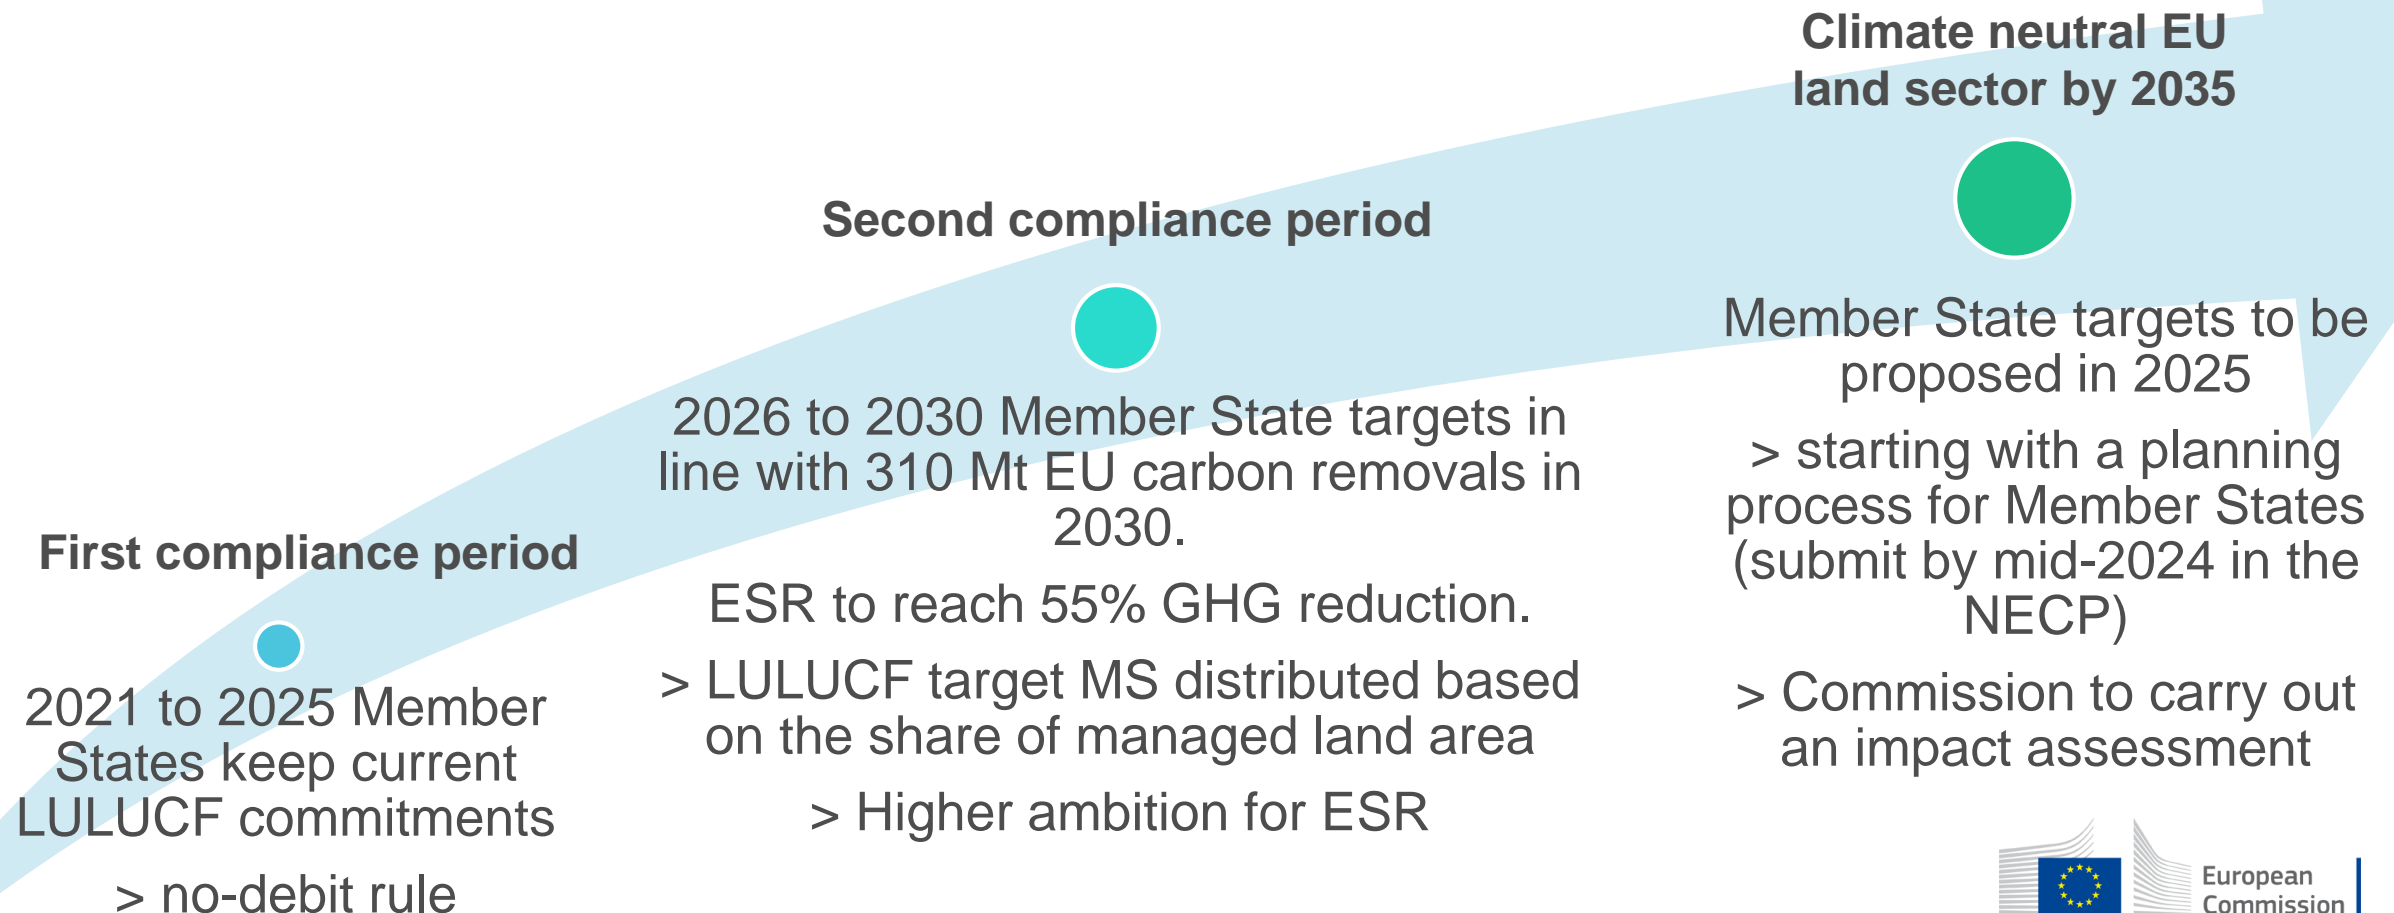 First compliance period
2021 to 2025 Member
States keep current
LULUCF commitments
> no-debit rule
Second compliance period
2026 to 2030 Member State targets in
line with 310 Mt EU carbon removals in
2030.
ESR to reach 55% GHG reduction.
> LULUCF target MS distributed based
on the share of managed land area
> Higher ambition for ESR
Climate neutral EU
land sector by 2035
Member State targets to be
proposed in 2025
> starting with a planning
process for Member States
(submit by mid-2024 in the
NECP)
> Commission to carry out
an impact assessment
European
Commission